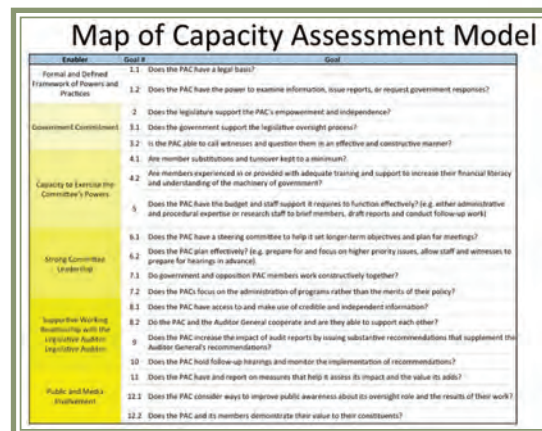 Map of Capacity Assessment Model
Enabler Goal # Goal
Formal and Defined
Framework of Powers and
Practices
1.1 Does the PAC have a legal basis?
1.2 Does the PAC have the power to examine information, issue reports, or request government responses?
Government Commitment
2 Does the legislature support the PAC's empowerment and independence?
3.1 Does the government support the legislative oversight process?
3.2 Is the PAC able to call witnesses and question them in an effective and constructive manner?
Capacity to Exercise the
Committee's Powers
4.1 Are member substitutions and turnover kept to a minimum?
4.2 Are members experienced in or provided with adequate training and support to increase their financial literacy
and understanding of the machinery of government?
5 Does the PAC have the budget and staff support it requires to function effectively? (e.g. either administrative
and procedural expertise or research staff to brief members, draft reports and conduct follow-up work)
Strong Committee
Leadership
6.1 Does the PAC have a steering committee to help it set longer-term objectives and plan for meetings?
6.2 Does the PAC plan effectively? (e.g. prepare for and focus on higher priority issues, allow staff and witnesses to
prepare for hearings in advance).
7.1 Do government and opposition PAC members work constructively together?
7.2 Does the PACs focus on the administration of programs rather than the merits of their policy?
Supportive Working
Relationship with the
Legislative Auditor
Legislative Auditor
8.1 Does the PAC have access to and make use of credible and independent information?
8.2 Do the PAC and the Auditor General cooperate and are they able to support each other?
9 Does the PAC increase the impact of audit reports by issuing substantive recommendations that supplement the
Auditor General's recommendations?
10 Does the PAC hold follow-up hearings and monitor the implementation of recommendations?
Public and Media
Involvement
11 Does the PAC have and report on measures that help it assess its impact and the value its adds?
12.1 Does the PAC consider ways to improve public awareness about its oversight role and the results of their work?
12.2 Does the PAC and its members demonstrate their value to their constituents?